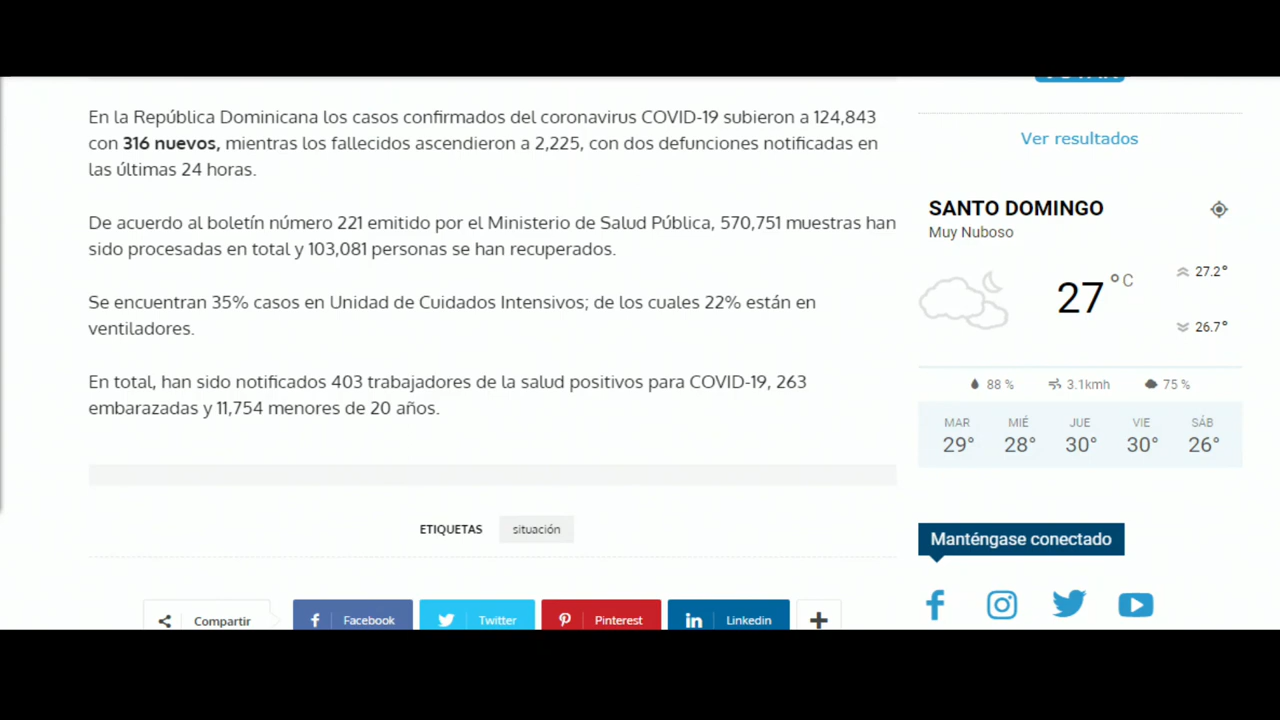 En la República Dominicana los casos confirmados del coronavirus COVID-19 subieron a 124,843
con 316 nuevos, mientras los fallecidos ascendieron a 2,225, con dos defunciones notificadas en
las últimas 24 horas.
De acuerdo al boletín número 221 emitido por el Ministerio de Salud Pública, 570,751 muestras han
sido procesadas en total y 103,081 personas se han recuperados.
Se encuentran 35% casos en Unidad de Cuidados Intensivos; de los cuales 22% están en
ventiladores.
En total, han sido notificados 403 trabajadores de la salud positivos para COVID-19, 263
embarazadas y 11,754 menores de 20 años.
ETIQUETAS situación
Compartir Facebook Twitter Pinterest Linkedin
Ver resultados
SANTO DOMINGO
Muy Nuboso
27 °C
27.2°
26.7°
88 % 3.1kmh 75 %
MAR MIÉ JUE VIE SÁB
29° 28° 30° 30° 26°
Manténgase conectado